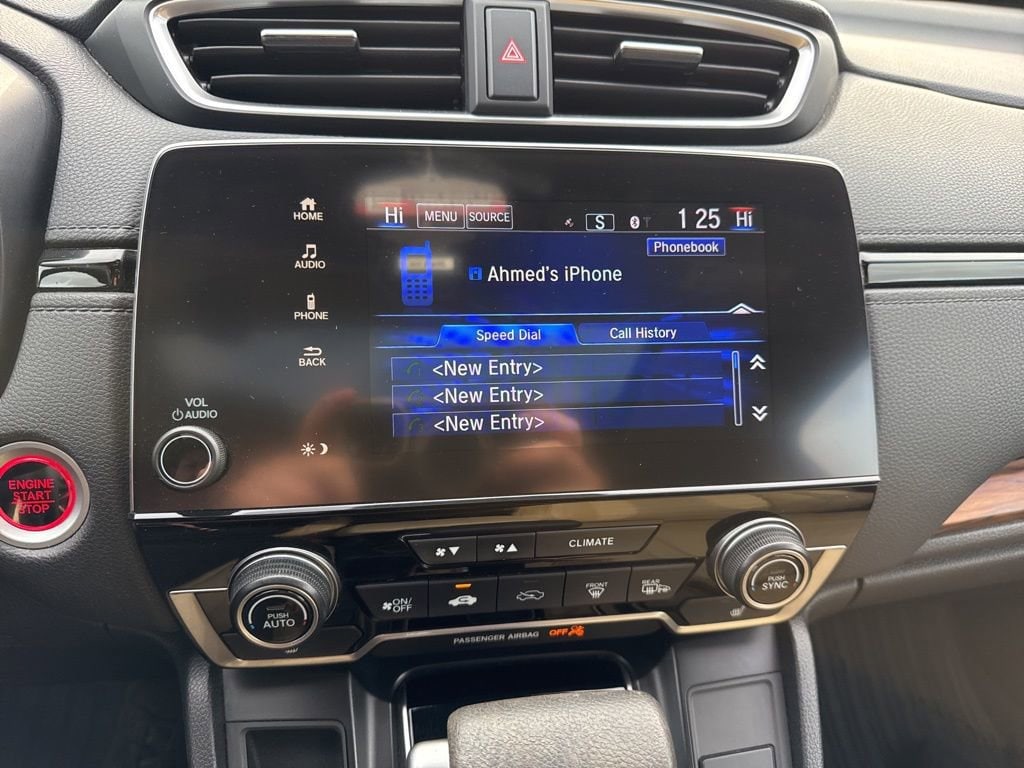 HOME
AUDIO
PHONE
BACK
VOL
AUDIO
Hi MENU SOURCE S 1 25 Hi
Phonebook
Ahmed's iPhone
Speed Dial Call History
<New Entry>
<New Entry>
<New Entry>
ENGINE
START
STOP
CLIMATE
ON/
OFF
FRONT
REAR
PUSH
AUTO
PUSH
SYNC
PASSENGER AIRBAG OFF